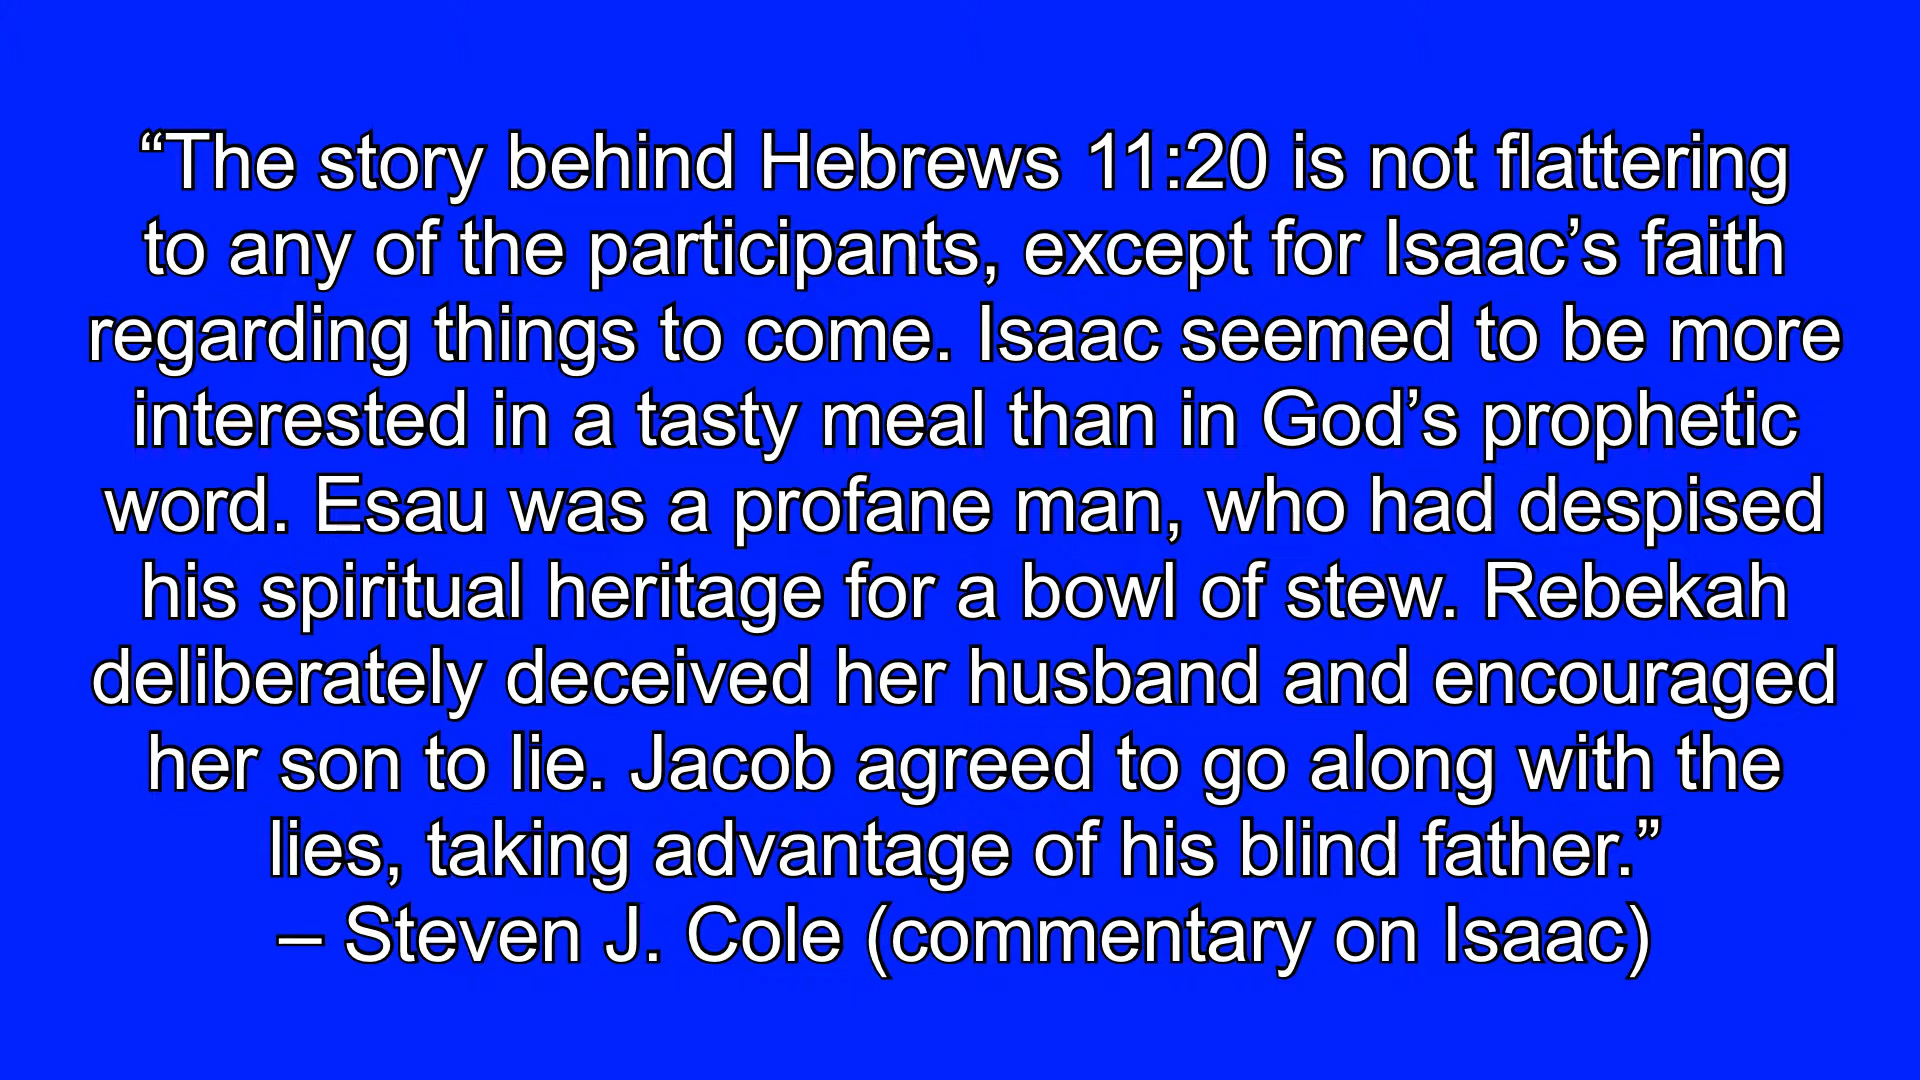 “The story behind Hebrews 11:20 is not flattering
to any of the participants, except for Isaac’s faith
regarding things to come. Isaac seemed to be more
interested in a tasty meal than in God’s prophetic
word. Esau was a profane man, who had despised
his spiritual heritage for a bowl of stew. Rebekah
deliberately deceived her husband and encouraged
her son to lie. Jacob agreed to go along with the
lies, taking advantage of his blind father.”
– Steven J. Cole (commentary on Isaac)